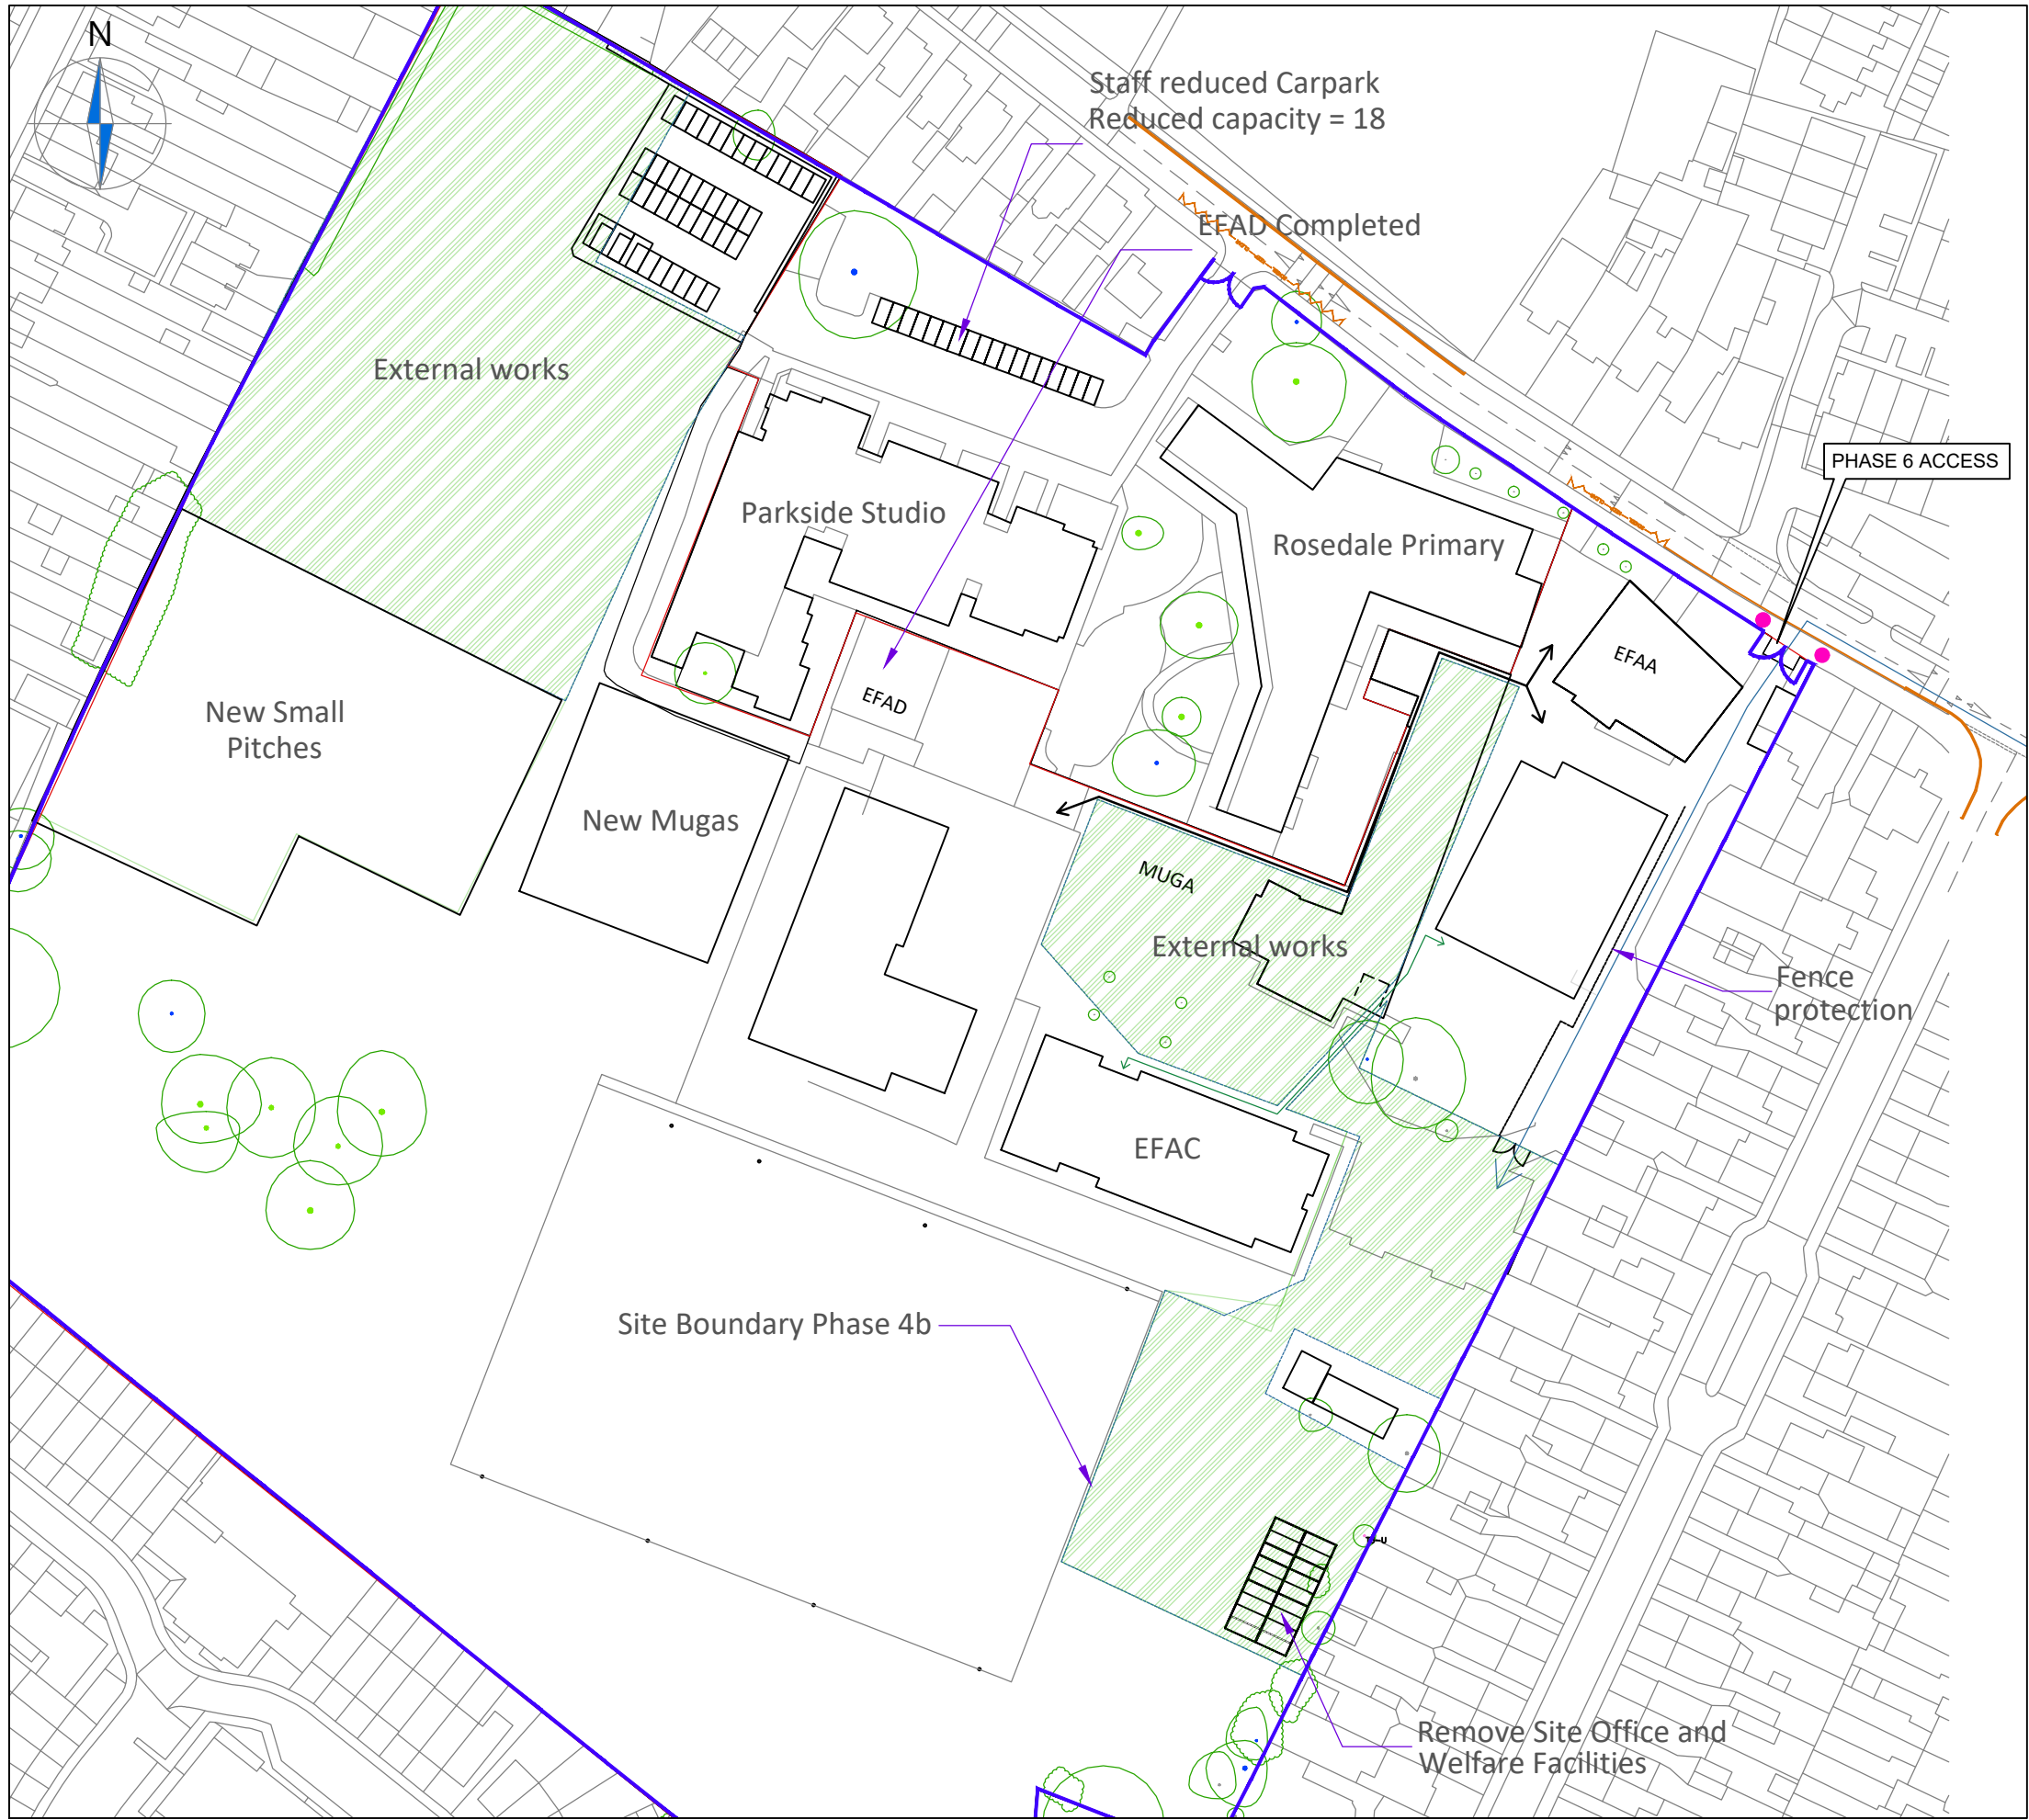 N
Staff reduced Carpark
Reduced capacity = 18
EFAD Completed
External works
PHASE 6 ACCESS
Parkside Studio
Rosedale Primary
EFAA
EFAD
New Small
Pitches
New Mugas
MUGA
External works
Fence
protection
EFAC
Site Boundary Phase 4b
Remove Site Office and
Welfare Facilities